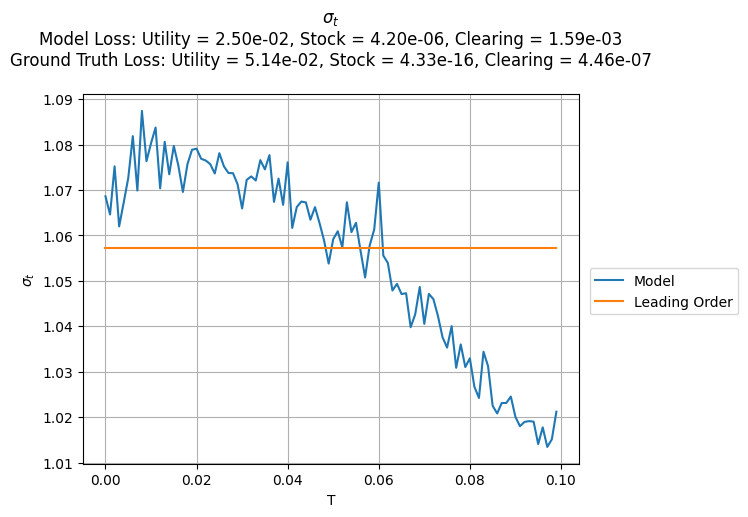 σt
Model Loss: Utility = 2.50e-02, Stock = 4.20e-06, Clearing = 1.59e-03
Ground Truth Loss: Utility = 5.14e-02, Stock = 4.33e-16, Clearing = 4.46e-07
1.09
1.08
1.07
1.06
1.05
1.04
1.03
1.02
1.01
σt
0.00 0.02 0.04 0.06 0.08 0.10
T
Model
Leading Order